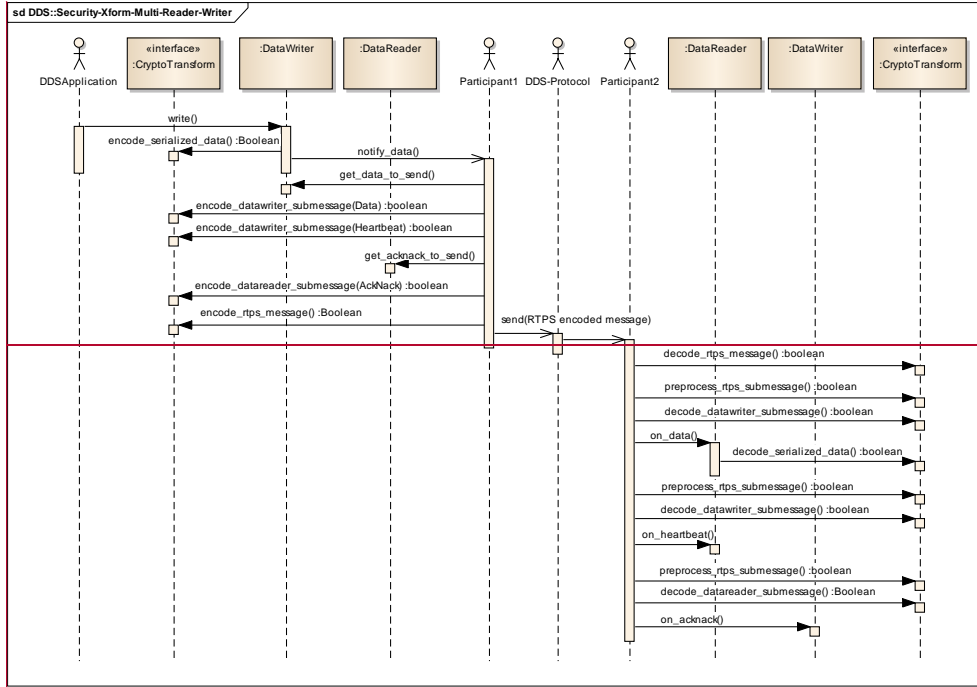 sd DDS::Security-Xform-Multi-Reader-Writer
DDSApplication
«interface»
:CryptoTransform
:DataWriter
:DataReader
Participant1
DDS-Protocol
Participant2
:DataReader
:DataWriter
«interface»
:CryptoTransform
write()
encode_serialized_data() :Boolean
notify_data()
get_data_to_send()
encode_datawriter_submessage(Data) :boolean
encode_datawriter_submessage(Heartbeat) :boolean
get_acknack_to_send()
encode_datareader_submessage(AckNack) :boolean
encode_rtps_message() :Boolean
send(RTPS encoded message)
decode_rtps_message() :boolean
preprocess_rtps_submessage() :boolean
decode_datawriter_submessage() :boolean
on_data()
decode_serialized_data() :boolean
preprocess_rtps_submessage() :boolean
decode_datawriter_submessage() :boolean
on_heartbeat()
preprocess_rtps_submessage() :boolean
decode_datareader_submessage() :Boolean
on_acknack()